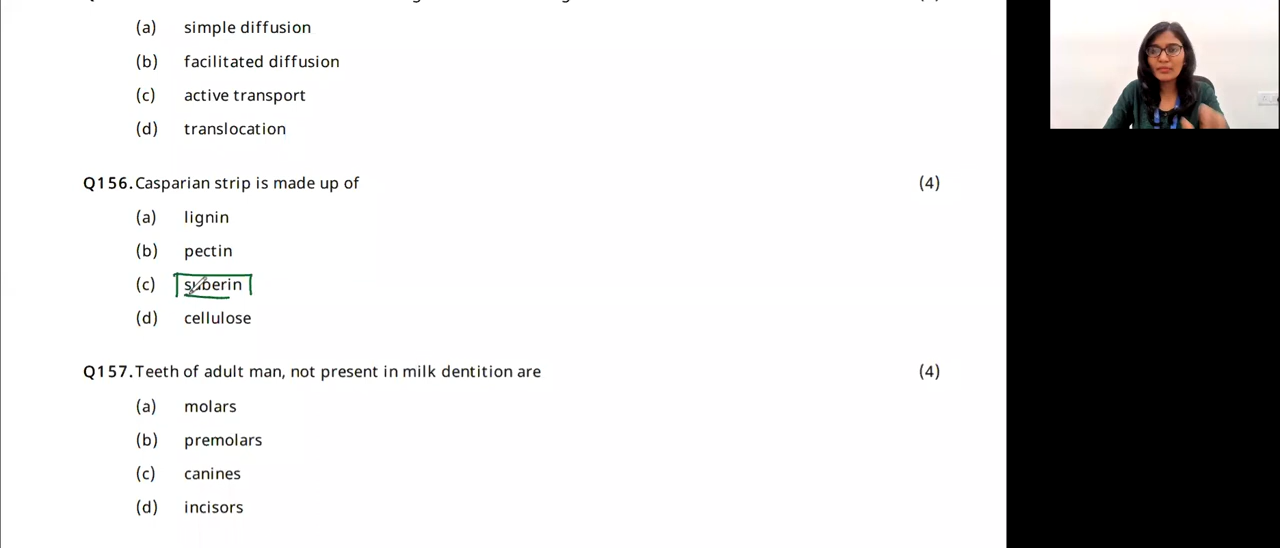 (a) simple diffusion
(b) facilitated diffusion
(c) active transport
(d) translocation
Q156. Casparian strip is made up of (4)
(a) lignin
(b) pectin
(c) suberin
(d) cellulose
Q157. Teeth of adult man, not present in milk dentition are (4)
(a) molars
(b) premolars
(c) canines
(d) incisors